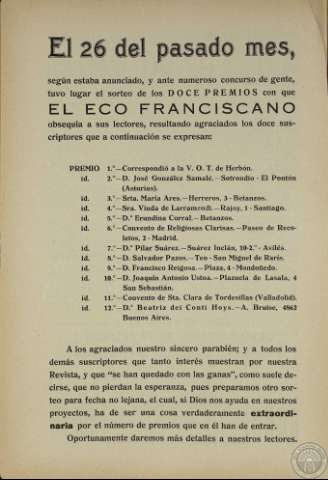 El 26 del pasado mes,
según estaba anunciado, y ante numeroso concurso de gente,
tuvo lugar el sorteo de los DOCE PREMIOS con que
EL ECO FRANCISCANO
obsequia a sus lectores, resultando agraciados los doce sus-
criptores que a continuación se expresan:
PREMIO 1.º—Correspondió a la V. O. T. de Herbón.
id. 2.º—D. José González Samalé.—Sotrondio - El Pontón
(Asturias).
id. 3.º—Srta. María Ares.—Herreros, 3-Betanzos.
id. 4.º—Sra. Viuda de Larramendi.—Rajoy, 1 - Santiago.
id. 5.º—D.ª Erundina Corral.—Betanzos.
id. 6.º—Convento de Religiosas Clarisas.—Paseo de Reco-
letos, 2-Madrid.
id. 7.º—D.ª Pilar Suárez.—Suárez Inclán, 10-2.º - Avilés.
id. 8.º—D. Salvador Pazos.—Teo - San Miguel de Rarís.
id. 9.º—D. Francisco Reigosa.—Plaza, 4-Mondoñedo.
id. 10.º—D. Joaquín Antonio Ustoa.—Plazuela de Lasala, 4
San Sebastián.
id. 11.º—Convento de Sta. Clara de Tordesillas (Valladolid).
id. 12.º—D.ª Beatriz dei Conti Hoys.—A. Bruise, 4862
Buenos Aires.
A los agraciados nuestro sincero parabién; y a todos los
demás suscriptores que tanto interés muestran por nuestra
Revista, y que “se han quedado con las ganas”, como suele de-
cirse, que no pierdan la esperanza, pues preparamos otro sor-
teo para fecha no lejana, el cual, si Dios nos ayuda en nuestros
proyectos, ha de ser una cosa verdaderamente extraordi-
naria por el número de premios que en él han de entrar.
Oportunamente daremos más detalles a nuestros lectores.